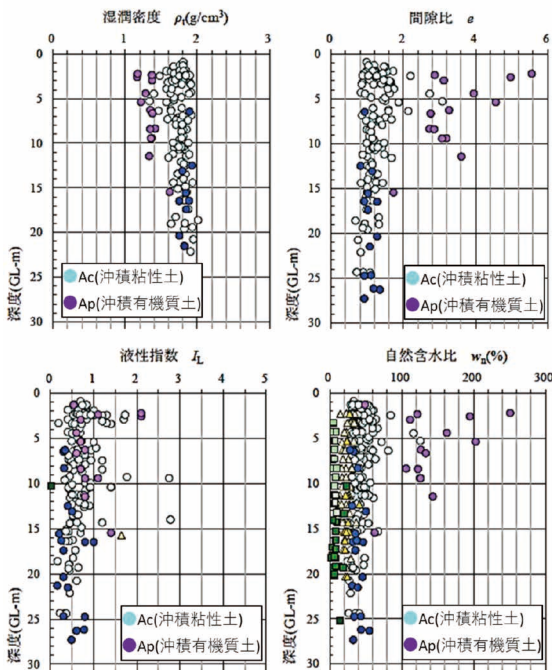 湿潤密度 ρt(g/cm³)
0 1 2 3
0
5
10
15
20
25
30
深度(GL-m)
Ac(沖積粘性土)
Ap(沖積有機質土)
間隙比 e
0 2 4 6
0
5
10
15
20
25
30
深度(GL-m)
Ac(沖積粘性土)
Ap(沖積有機質土)
液性指数 IL
0 1 2 3 4 5
0
5
10
15
20
25
30
深度(GL-m)
Ac(沖積粘性土)
Ap(沖積有機質土)
自然含水比 wn(%)
0 100 200 300
0
5
10
15
20
25
30
深度(GL-m)
Ac(沖積粘性土)
Ap(沖積有機質土)